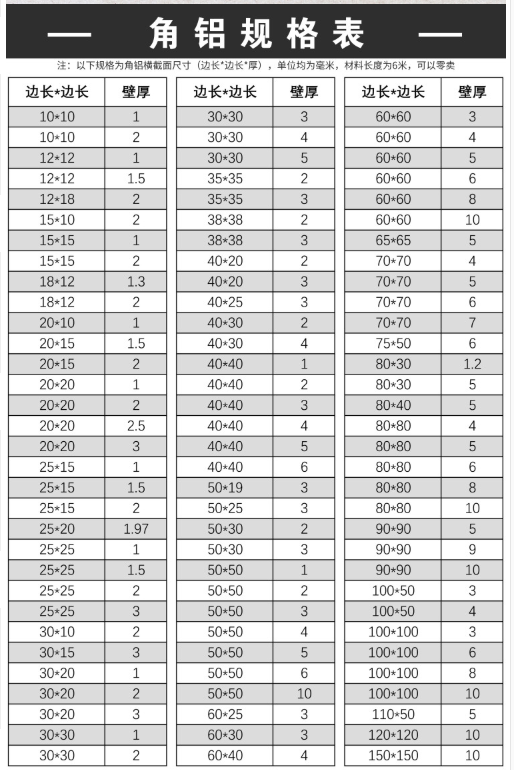 角铝规格表
注：以下规格为角铝横截面尺寸（边长*边长*厚），单位均为毫米，材料长度为6米，可以零卖
边长*边长 壁厚 边长*边长 壁厚 边长*边长 壁厚
10*10 1 30*30 3 60*60 3
10*10 2 30*30 4 60*60 4
12*12 1 30*30 5 60*60 5
12*12 1.5 35*35 2 60*60 6
12*18 2 35*35 3 60*60 8
15*10 2 38*38 2 60*60 10
15*15 1 38*38 3 65*65 5
15*15 2 40*20 2 70*70 4
18*12 1.3 40*20 3 70*70 5
18*12 2 40*25 3 70*70 6
20*10 1 40*30 2 70*70 7
20*15 1.5 40*30 4 75*50 6
20*15 2 40*40 1 80*30 1.2
20*20 1 40*40 2 80*30 5
20*20 2 40*40 3 80*40 5
20*20 2.5 40*40 4 80*80 4
20*20 3 40*40 5 80*80 5
25*15 1 40*40 6 80*80 6
25*15 1.5 50*19 3 80*80 8
25*15 2 50*25 3 80*80 10
25*20 1.97 50*30 2 90*90 5
25*25 1 50*30 3 90*90 9
25*25 1.5 50*50 1 90*90 10
25*25 2 50*50 2 100*50 3
25*25 3 50*50 3 100*50 4
30*10 2 50*50 4 100*100 3
30*15 3 50*50 5 100*100 6
30*20 1 50*50 6 100*100 8
30*20 2 50*50 10 100*100 10
30*20 3 60*25 3 110*50 5
30*30 1 60*30 3 120*120 10
30*30 2 60*40 4 150*150 10